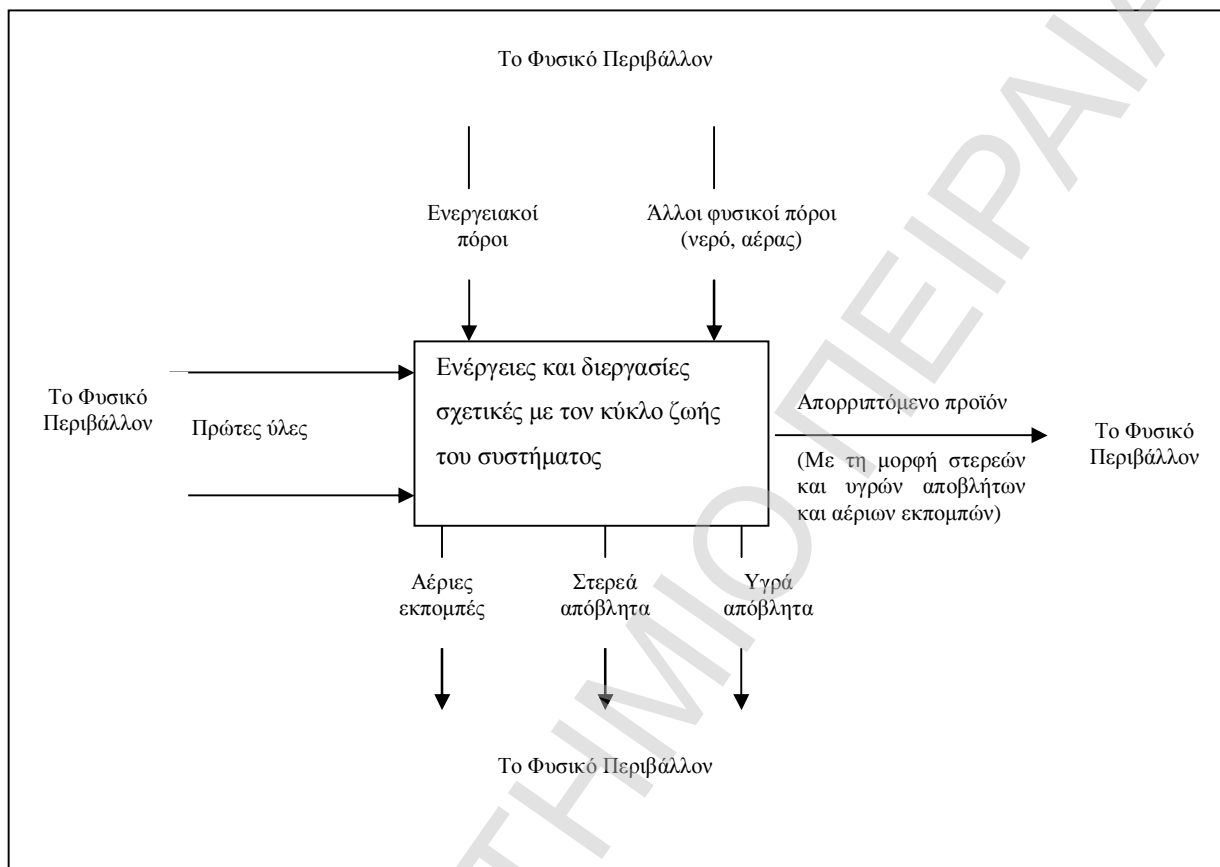 Το Φυσικό Περιβάλλον
Ενεργειακοί
πόροι
Άλλοι φυσικοί πόροι
(νερό, αέρας)
Το Φυσικό
Περιβάλλον
Πρώτες ύλες
Ενέργειες και διεργασίες
σχετικές με τον κύκλο ζωής
του συστήματος
Απορριπτόμενο προϊόν
(Με τη μορφή στερεών
και υγρών αποβλήτων
και αέριων εκπομπών)
Το Φυσικό
Περιβάλλον
Αέριες
εκπομπές
Στερεά
απόβλητα
Υγρά
απόβλητα
Το Φυσικό Περιβάλλον
ΤΗΜΙΟ ΠΕΙΡΑΙΑ